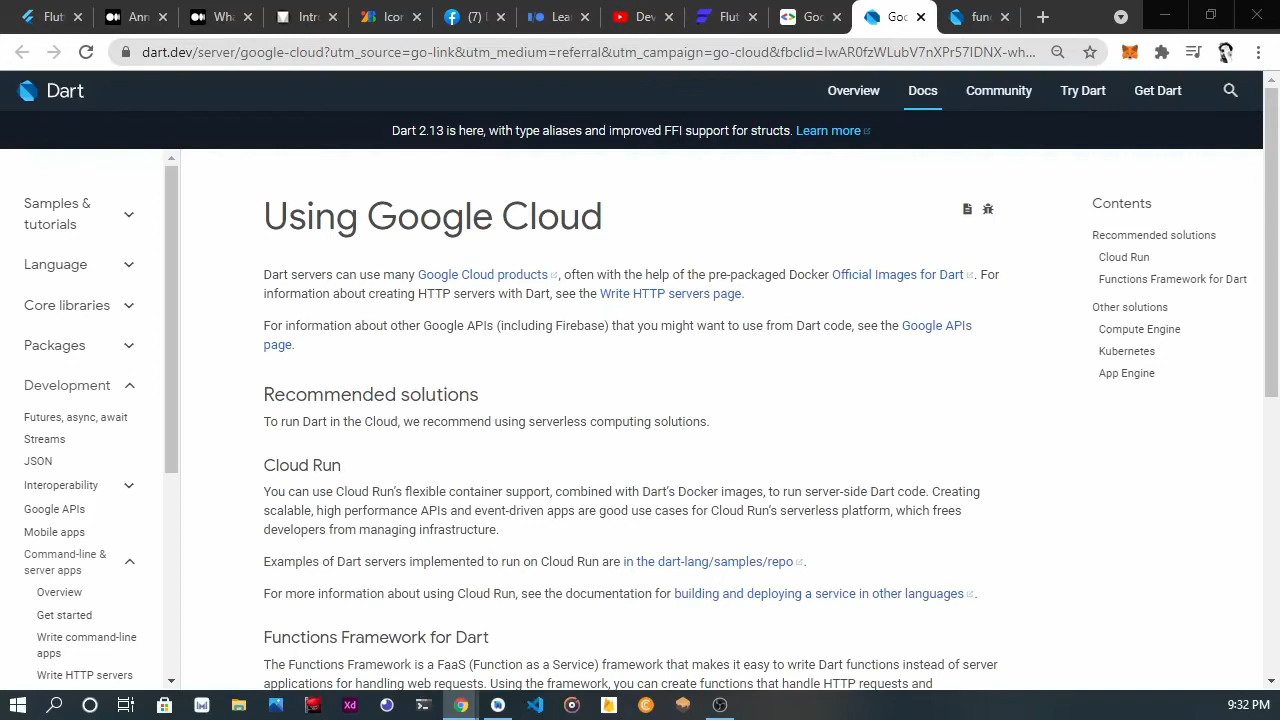 Flut
Ann
Wha
Intro
Icor
(7)
Lear
Dev
Flut
Goc
Goc
func
dart.dev/server/google-cloud?utm_source=go-link&utm_medium=referral&utm_campaign=go-cloud&fbclid=IwAR0fzWLubV7nXPr57IDNX-wh...
Dart
Overview
Docs
Community
Try Dart
Get Dart
Dart 2.13 is here, with type aliases and improved FFI support for structs. Learn more
Samples &
tutorials
Language
Core libraries
Packages
Development
Futures, async, await
Streams
JSON
Interoperability
Google APIs
Mobile apps
Command-line &
server apps
Overview
Get started
Write command-line
apps
Write HTTP servers
Using Google Cloud
Dart servers can use many Google Cloud products, often with the help of the pre-packaged Docker Official Images for Dart. For
information about creating HTTP servers with Dart, see the Write HTTP servers page.
For information about other Google APIs (including Firebase) that you might want to use from Dart code, see the Google APIs
page.
Recommended solutions
To run Dart in the Cloud, we recommend using serverless computing solutions.
Cloud Run
You can use Cloud Run's flexible container support, combined with Dart's Docker images, to run server-side Dart code. Creating
scalable, high performance APIs and event-driven apps are good use cases for Cloud Run's serverless platform, which frees
developers from managing infrastructure.
Examples of Dart servers implemented to run on Cloud Run are in the dart-lang/samples/repo.
For more information about using Cloud Run, see the documentation for building and deploying a service in other languages.
Functions Framework for Dart
The Functions Framework is a FaaS (Function as a Service) framework that makes it easy to write Dart functions instead of server
applications for handling web requests. Using the framework, you can create functions that handle HTTP requests and
Contents
Recommended solutions
Cloud Run
Functions Framework for Dart
Other solutions
Compute Engine
Kubernetes
App Engine
Xd
9:32 PM